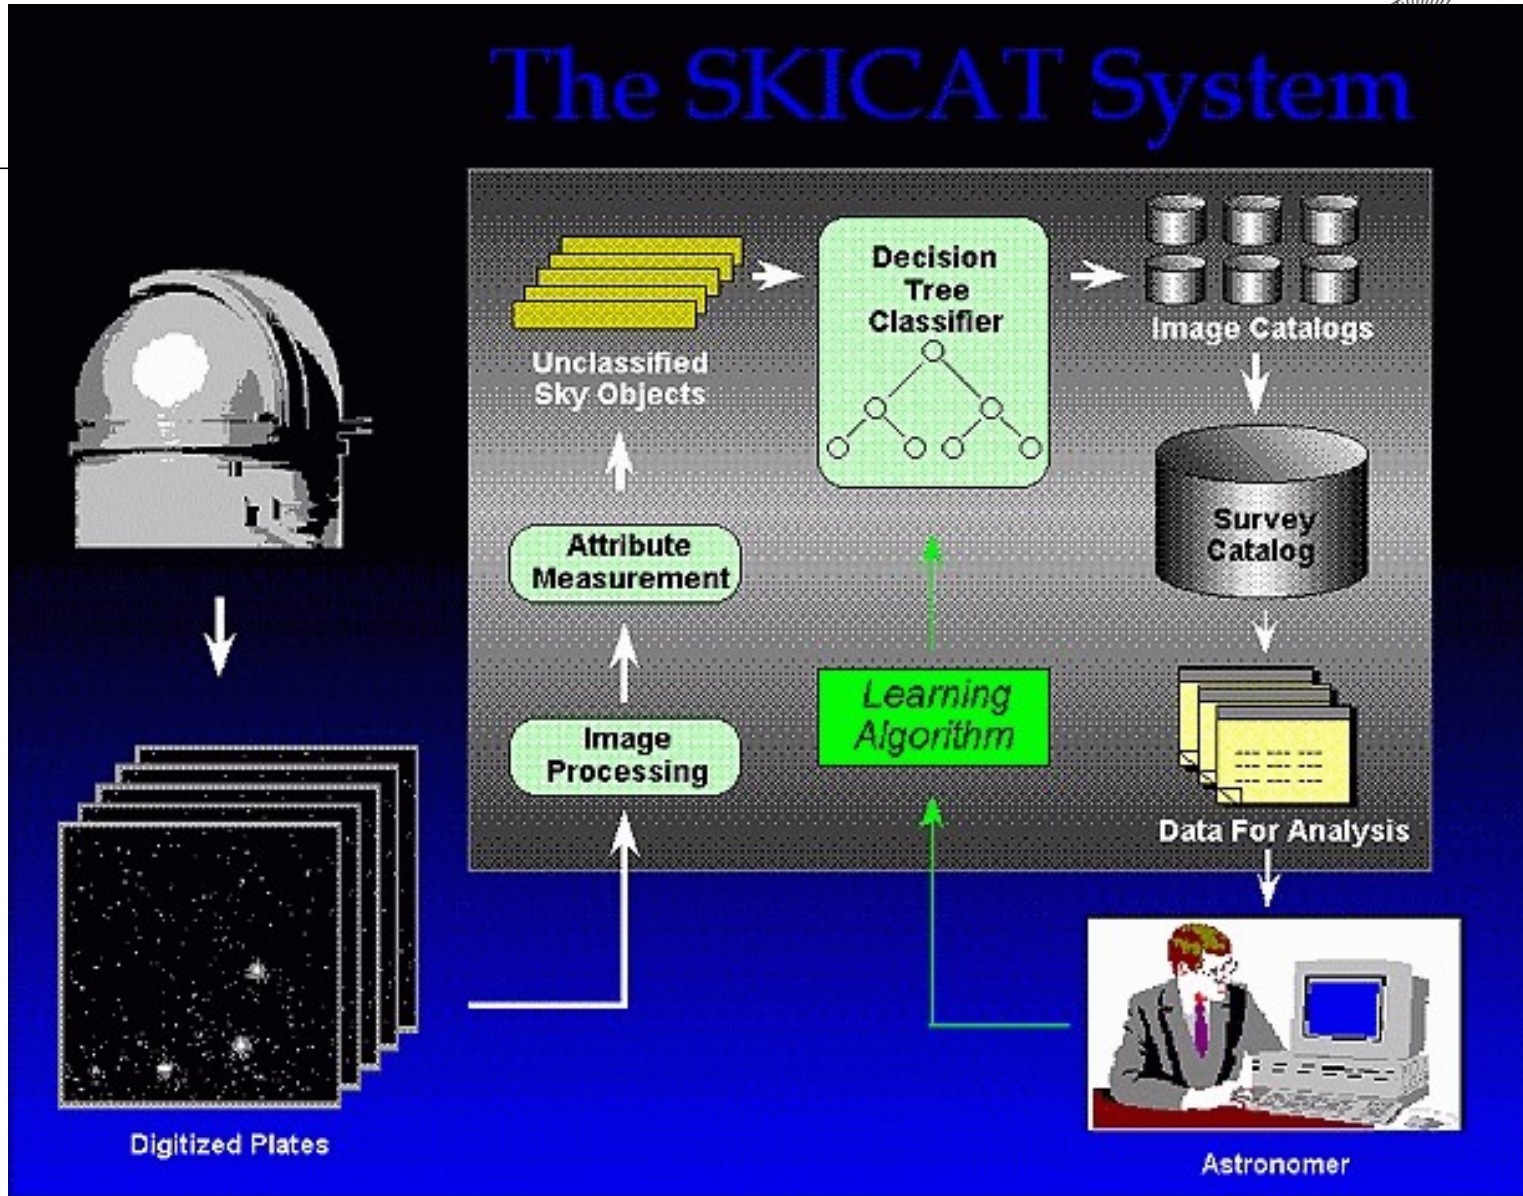 The SKICAT System
Unclassified
Sky Objects
Decision
Tree
Classifier
Image Catalogs
Attribute
Measurement
Survey
Catalog
Image
Processing
Learning
Algorithm
Data For Analysis
Digitized Plates
Astronomer